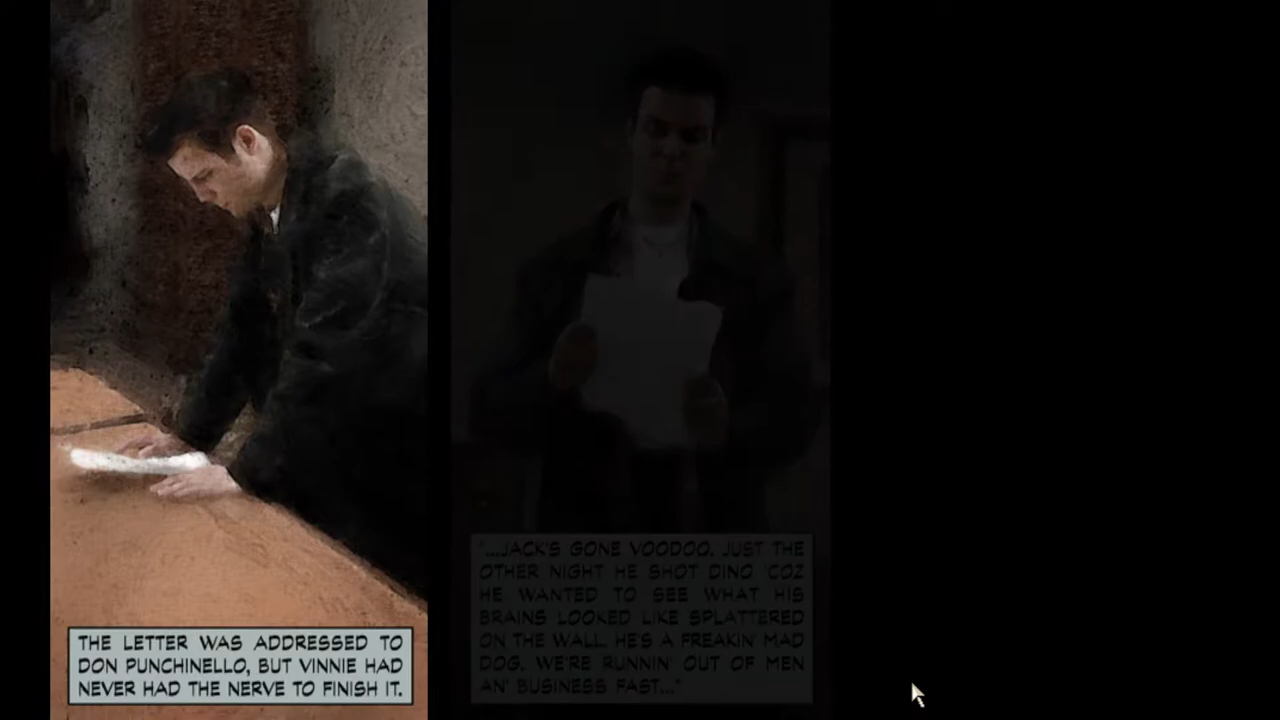 THE LETTER WAS ADDRESSED TO
DON PUNCHINELLO, BUT VINNIE HAD
NEVER HAD THE NERVE TO FINISH IT.
"...JACK'S GONE VOODOO. JUST THE
OTHER NIGHT HE SHOT DINO 'COZ
HE WANTED TO SEE WHAT HIS
BRAINS LOOKED LIKE SPLATTERED
ON THE WALL. HE'S A FREAKIN' MAD
DOG. WE'RE RUNNIN' OUT OF MEN
AN' BUSINESS FAST..."